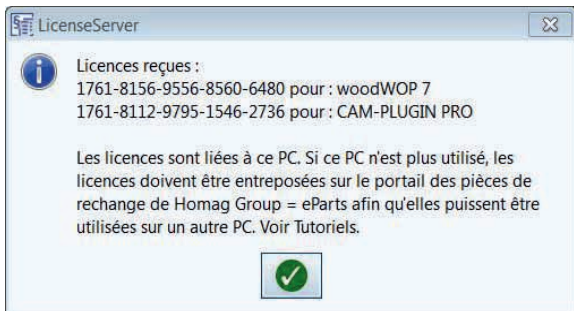 LicenseServer
Licences reçues :
1761-8156-9556-8560-6480 pour : woodWOP 7
1761-8112-9795-1546-2736 pour : CAM-PLUGIN PRO
Les licences sont liées à ce PC. Si ce PC n'est plus utilisé, les
licences doivent être entreposées sur le portail des pièces de
rechange de Homag Group = eParts afin qu'elles puissent être
utilisées sur un autre PC. Voir Tutoriels.